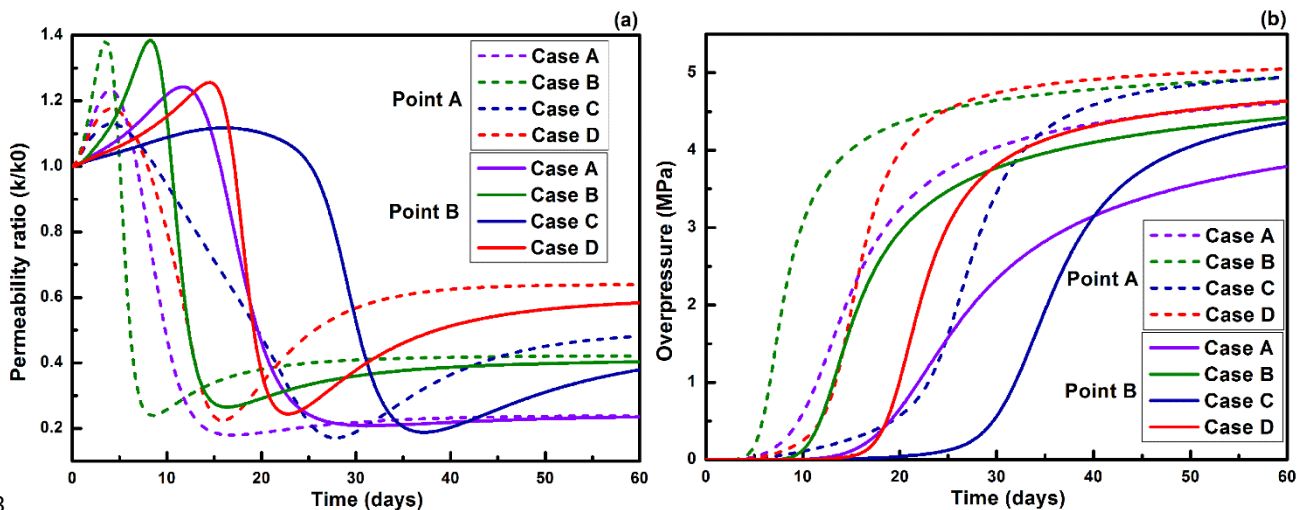 (a)
1.4
1.2
1.0
0.8
0.6
0.4
0.2
Permeability ratio (k/k0)
Point A
Case A
Case B
Case C
Case D
Point B
Case A
Case B
Case C
Case D
0 10 20 30 40 50 60
Time (days)
(b)
5
4
3
2
1
0
Overpressure (MPa)
Point A
Case A
Case B
Case C
Case D
Point B
Case A
Case B
Case C
Case D
0 10 20 30 40 50 60
Time (days)